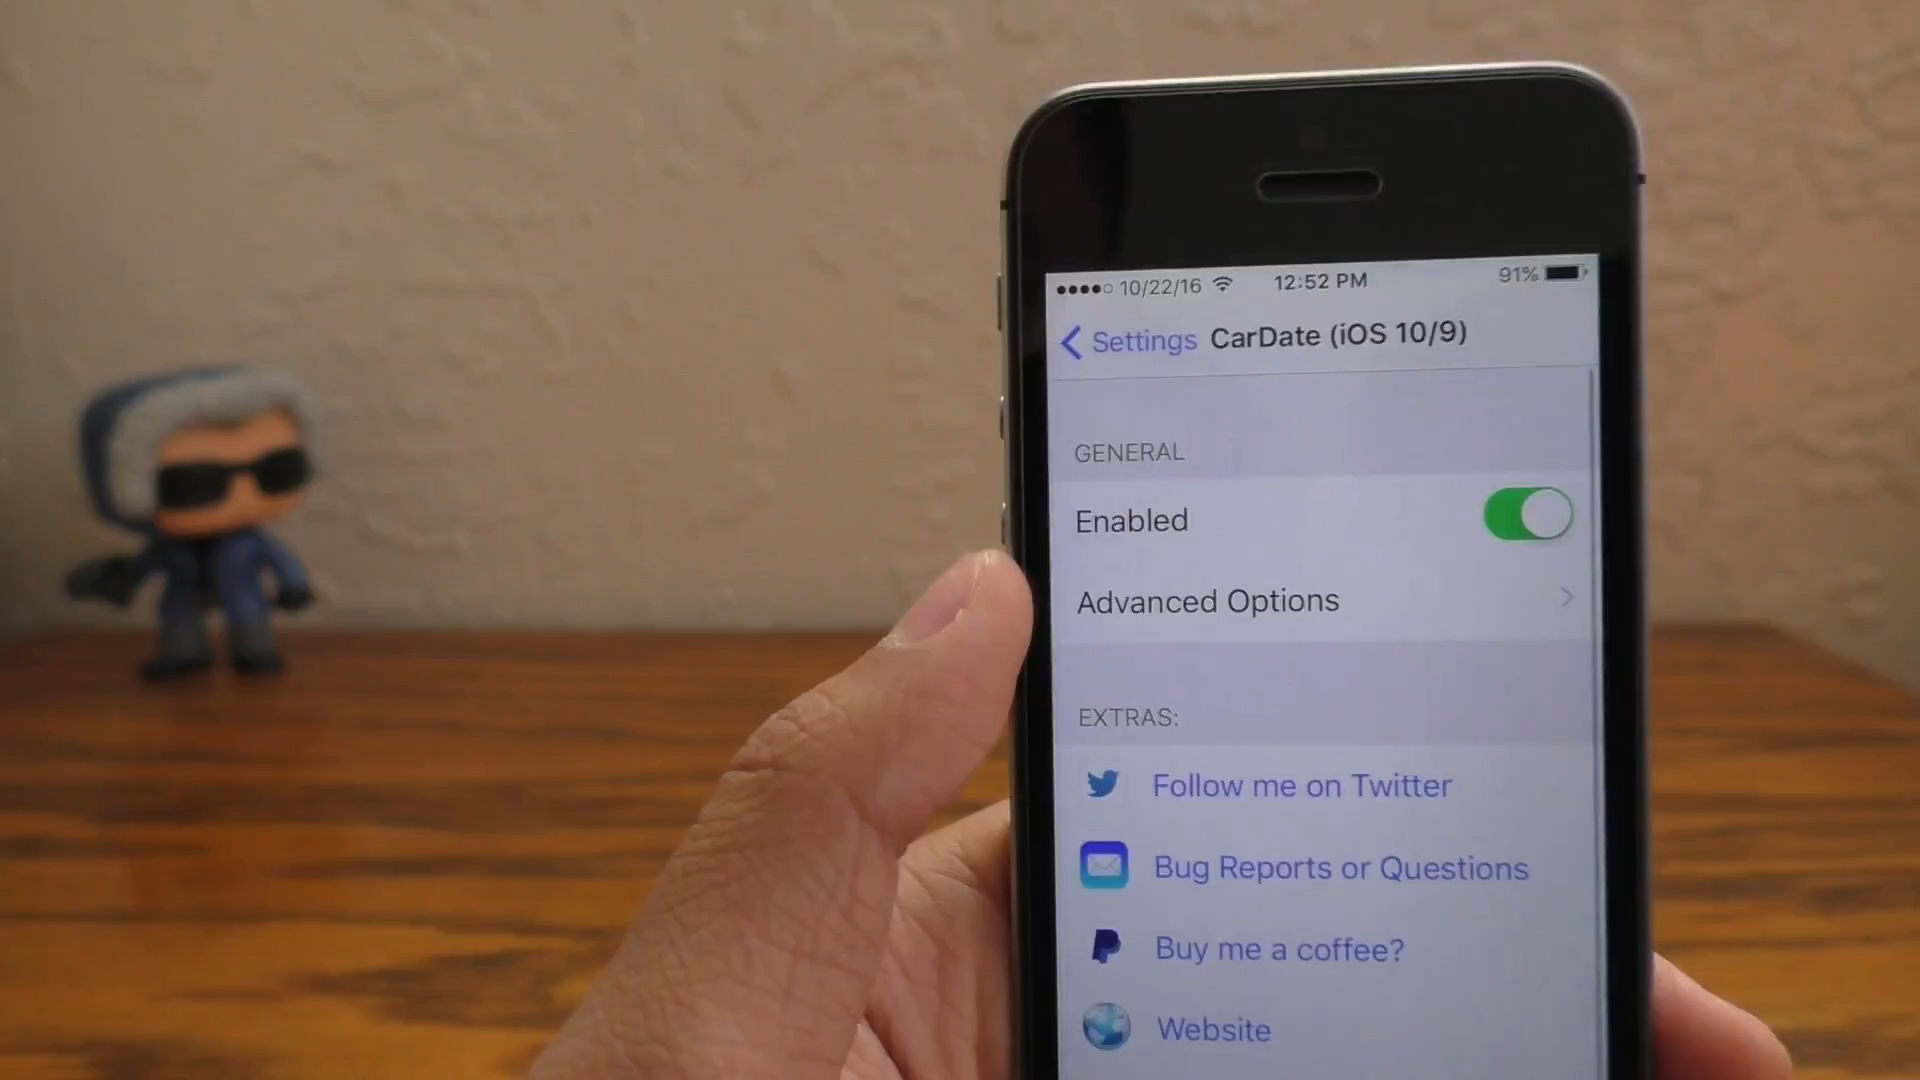 10/22/16 12:52 PM 91%
Settings CarDate (iOS 10/9)
GENERAL
Enabled
Advanced Options
EXTRAS:
Follow me on Twitter
Bug Reports or Questions
Buy me a coffee?
Website